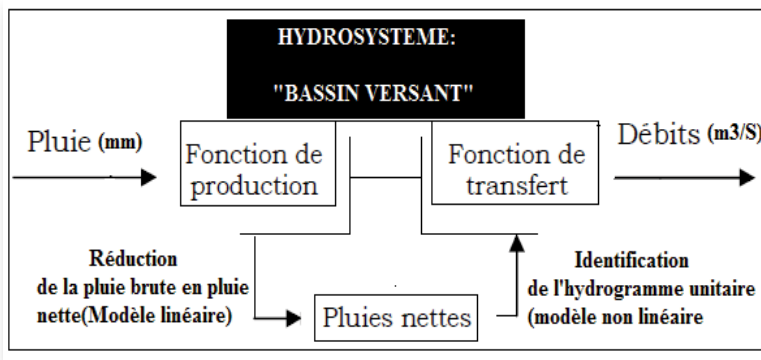 HYDROSYSTEME:
"BASSIN VERSANT"
Pluie (mm)
Fonction de
production
Fonction de
transfert
Débits (m3/S)
Réduction
de la pluie brute en pluie
nette(Modèle linéaire)
Pluies nettes
Identification
de l'hydrogramme unitaire
(modèle non linéaire